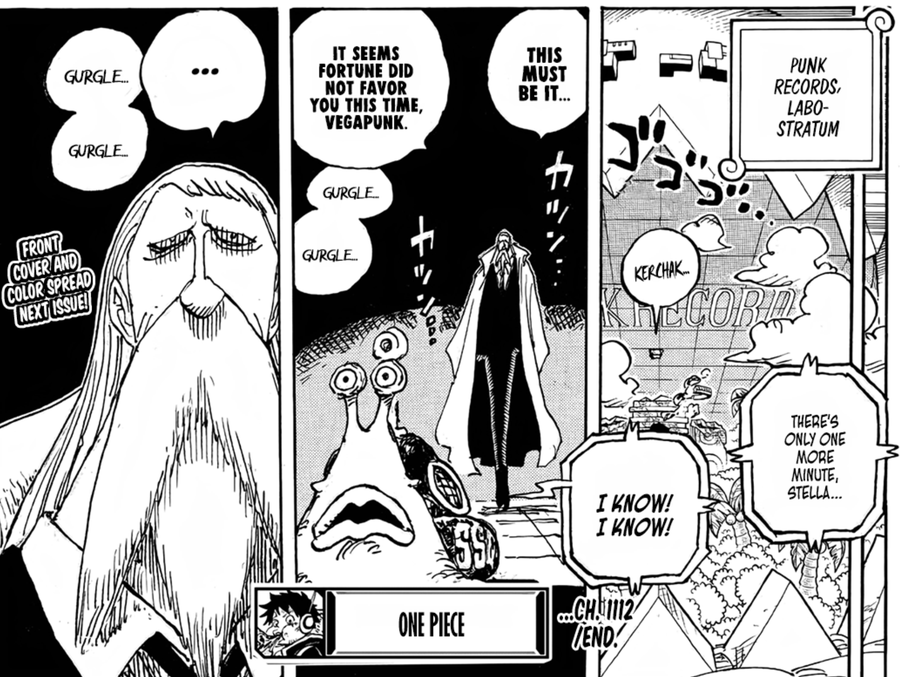 PUNK
RECORDS,
LABO-
STRATUM
ゴゴゴ...
KERCHAK...
K RECORD
THERE'S
ONLY ONE
MORE
MINUTE,
STELLA...
I KNOW!
I KNOW!
THIS
MUST
BE IT...
カツン...
IT SEEMS
FORTUNE DID
NOT FAVOR
YOU THIS TIME,
VEGAPUNK.
カツン...
GURGLE...
GURGLE...
SSG
...
GURGLE...
GURGLE...
FRONT
COVER AND
COLOR SPREAD
NEXT ISSUE!
ONE PIECE
...CH. 1112
/END.